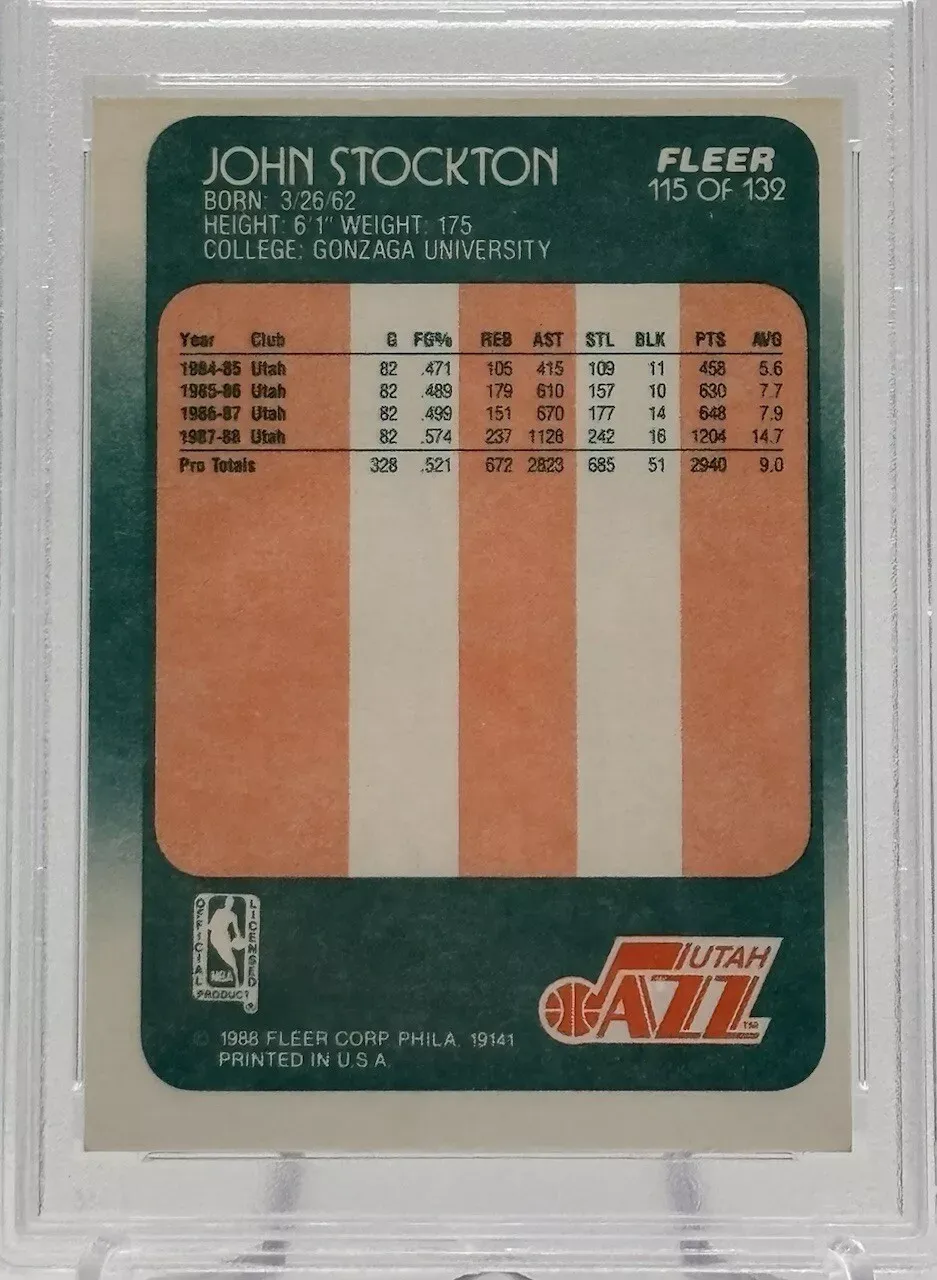 JOHN STOCKTON
FLEER
115 OF 132
BORN: 3/26/62
HEIGHT: 6'1" WEIGHT: 175
COLLEGE: GONZAGA UNIVERSITY
Year Club G FG% REB AST STL BLK PTS AVG
1984-85 Utah 82 .471 105 415 109 11 458 5.6
1985-86 Utah 82 .489 179 610 157 10 630 7.7
1986-87 Utah 82 .499 151 670 177 14 648 7.9
1987-88 Utah 82 .574 237 1128 242 16 1204 14.7
Pro Totals 328 .521 672 2823 685 51 2940 9.0
OFFICIAL LICENSED
NBA
PRODUCT
®
UTAH
JAZZ
TM
© 1988 FLEER CORP PHILA. 19141
PRINTED IN U.S.A.